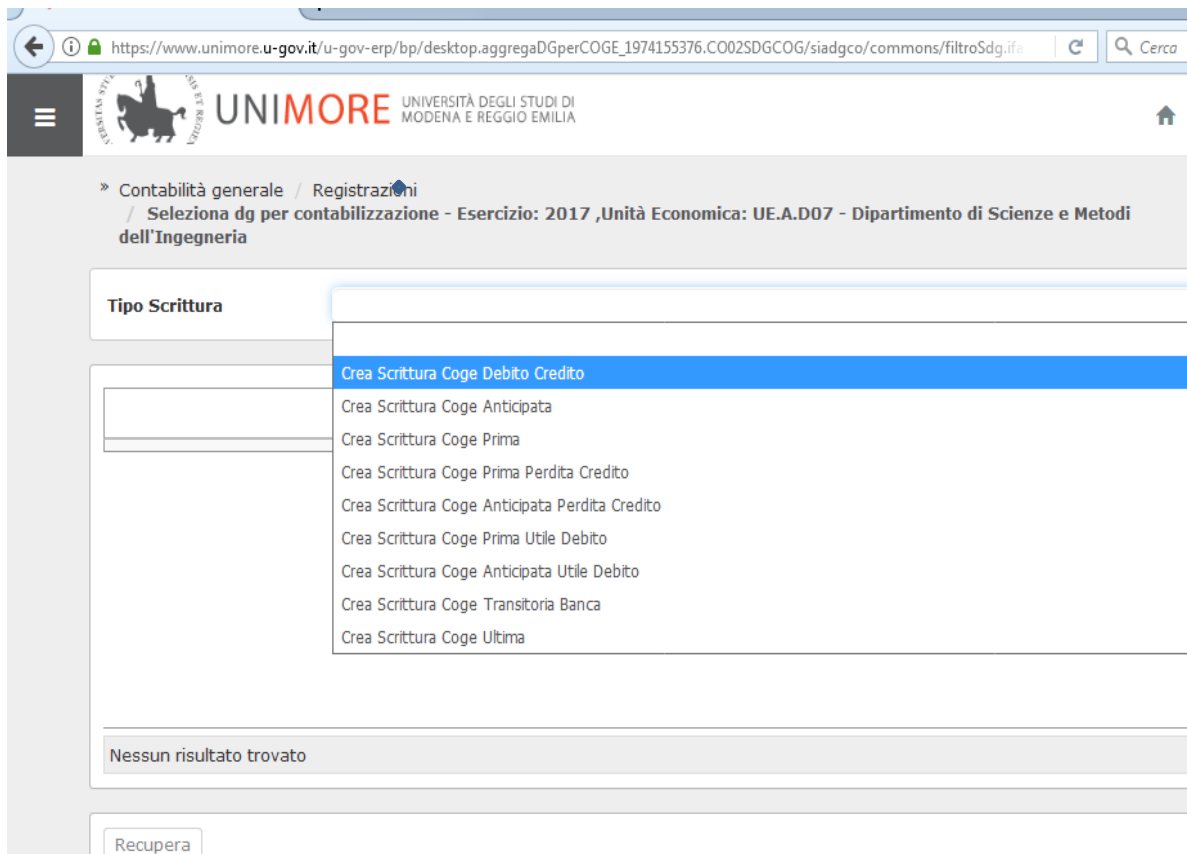 https://www.unimore.u-gov.it/u-gov-erp/bp/desktop.aggregaDGperCOGE_1974155376.CO02SDGCOG/siadgco/commons/filtroSdg.ifa
Cerca
UNIMORE UNIVERSITÀ DEGLI STUDI DI
MODENA E REGGIO EMILIA
» Contabilità generale / Registrazioni
/ Seleziona dg per contabilizzazione - Esercizio: 2017 ,Unità Economica: UE.A.D07 - Dipartimento di Scienze e Metodi
dell'Ingegneria
Tipo Scrittura
Crea Scrittura Coge Debito Credito
Crea Scrittura Coge Anticipata
Crea Scrittura Coge Prima
Crea Scrittura Coge Prima Perdita Credito
Crea Scrittura Coge Anticipata Perdita Credito
Crea Scrittura Coge Prima Utile Debito
Crea Scrittura Coge Anticipata Utile Debito
Crea Scrittura Coge Transitoria Banca
Crea Scrittura Coge Ultima
Nessun risultato trovato
Recupera